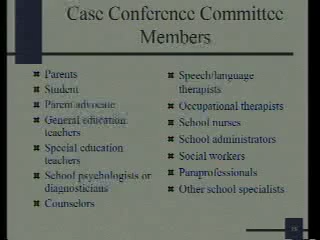 Case Conference Committee
Members
Parents
Student
Parent advocate
General education
teachers
Special education
teachers
School psychologists or
diagnosticians
Counselors
Speech/language
therapists
Occupational therapists
School nurses
School administrators
Social workers
Paraprofessionals
Other school specialists